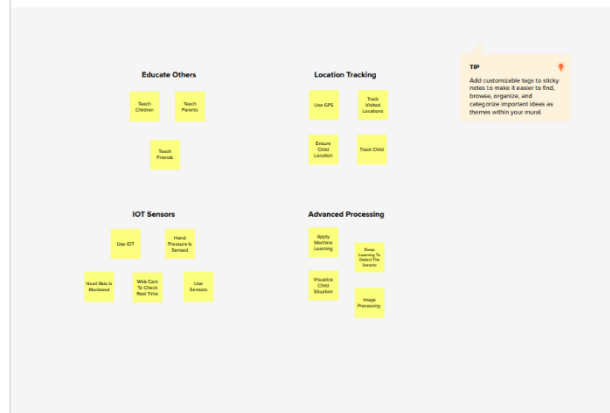 Educate Others
Teach
Children
Teach
Parents
Teach
Friends
Location Tracking
Use GPS
Track
Visited
Locations
Ensure
Child
Location
Track Child
TIP
Add customizable tags to sticky
notes to make it easier to find,
browse, organize, and
categorize important ideas as
themes within your mural.
IOT Sensors
Use IOT
Hand
Pressure Is
Sensed
Heart Rate Is
Monitored
Web Cam
To Check
Real Time
Use
Sensors
Advanced Processing
Apply
Machine
Learning
Deep
Learning To
Detect The
Visualize
Child
Situation
Image
Processing